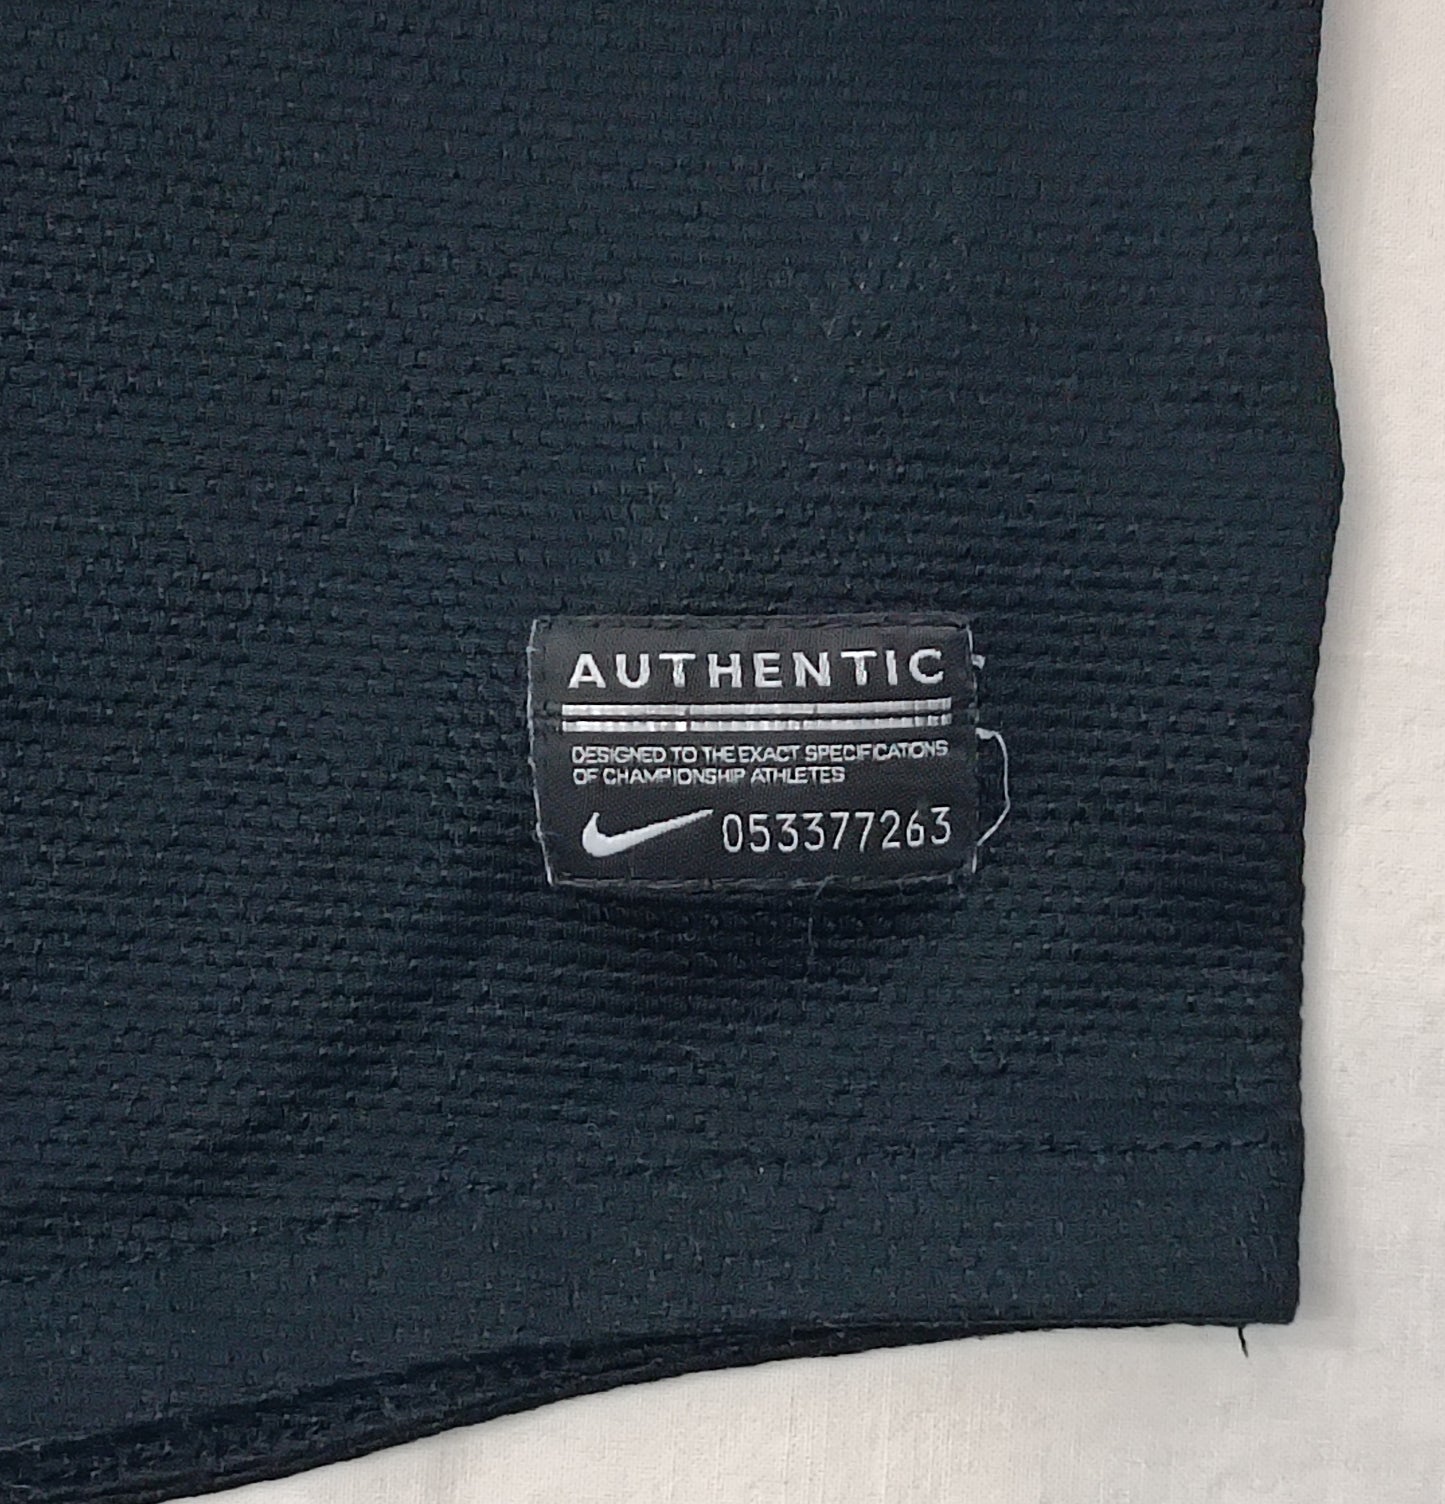 AUTHENTIC
DESIGNED TO THE EXACT SPECIFICATIONS
OF CHAMPIONSHIP ATHLETES
053377263